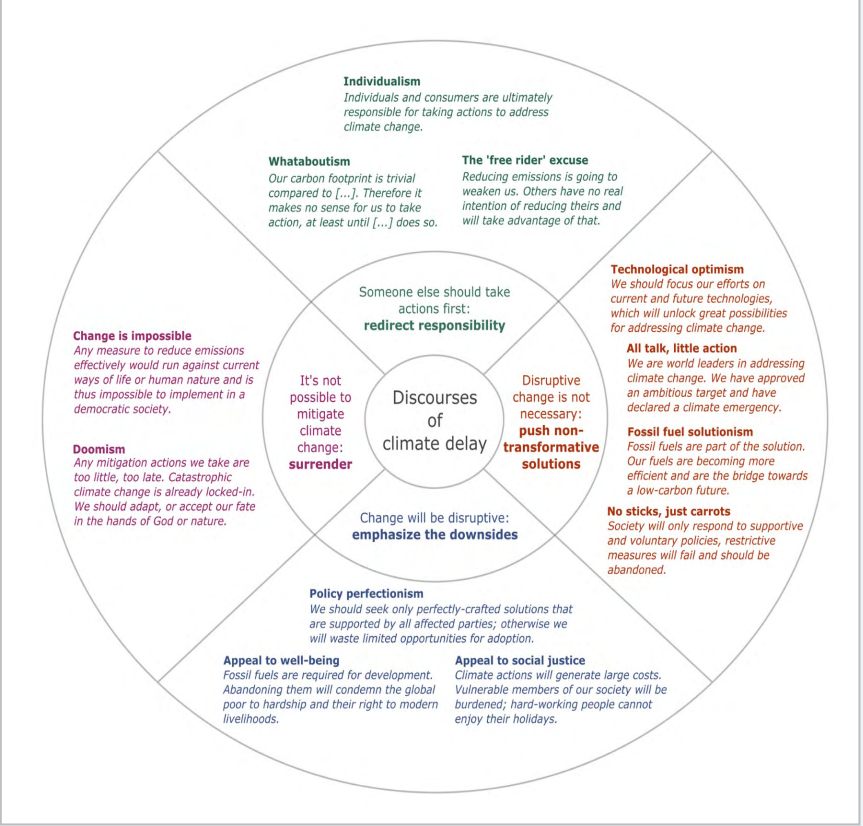 Individualism
Individuals and consumers are ultimately
responsible for taking actions to address
climate change.
Whataboutism
Our carbon footprint is trivial
compared to [...]. Therefore it
makes no sense for us to take
action, at least until [...] does so.
The 'free rider' excuse
Reducing emissions is going to
weaken us. Others have no real
intention of reducing theirs and
will take advantage of that.
Someone else should take
actions first:
redirect responsibility
Technological optimism
We should focus our efforts on
current and future technologies,
which will unlock great possibilities
for addressing climate change.
All talk, little action
We are world leaders in addressing
climate change. We have approved
an ambitious target and have
declared a climate emergency.
Fossil fuel solutionism
Fossil fuels are part of the solution.
Our fuels are becoming more
efficient and are the bridge towards
a low-carbon future.
No sticks, just carrots
Society will only respond to supportive
and voluntary policies, restrictive
measures will fail and should be
abandoned.
Disruptive
change is not
necessary:
push non-
transformative
solutions
Discourses
of
climate delay
It's not
possible to
mitigate
climate
change:
surrender
Change is impossible
Any measure to reduce emissions
effectively would run against current
ways of life or human nature and is
thus impossible to implement in a
democratic society.
Doomism
Any mitigation actions we take are
too little, too late. Catastrophic
climate change is already locked-in.
We should adapt, or accept our fate
in the hands of God or nature.
Change will be disruptive:
emphasize the downsides
Policy perfectionism
We should seek only perfectly-crafted solutions that
are supported by all affected parties; otherwise we
will waste limited opportunities for adoption.
Appeal to well-being
Fossil fuels are required for development.
Abandoning them will condemn the global
poor to hardship and their right to modern
livelihoods.
Appeal to social justice
Climate actions will generate large costs.
Vulnerable members of our society will be
burdened; hard-working people cannot
enjoy their holidays.